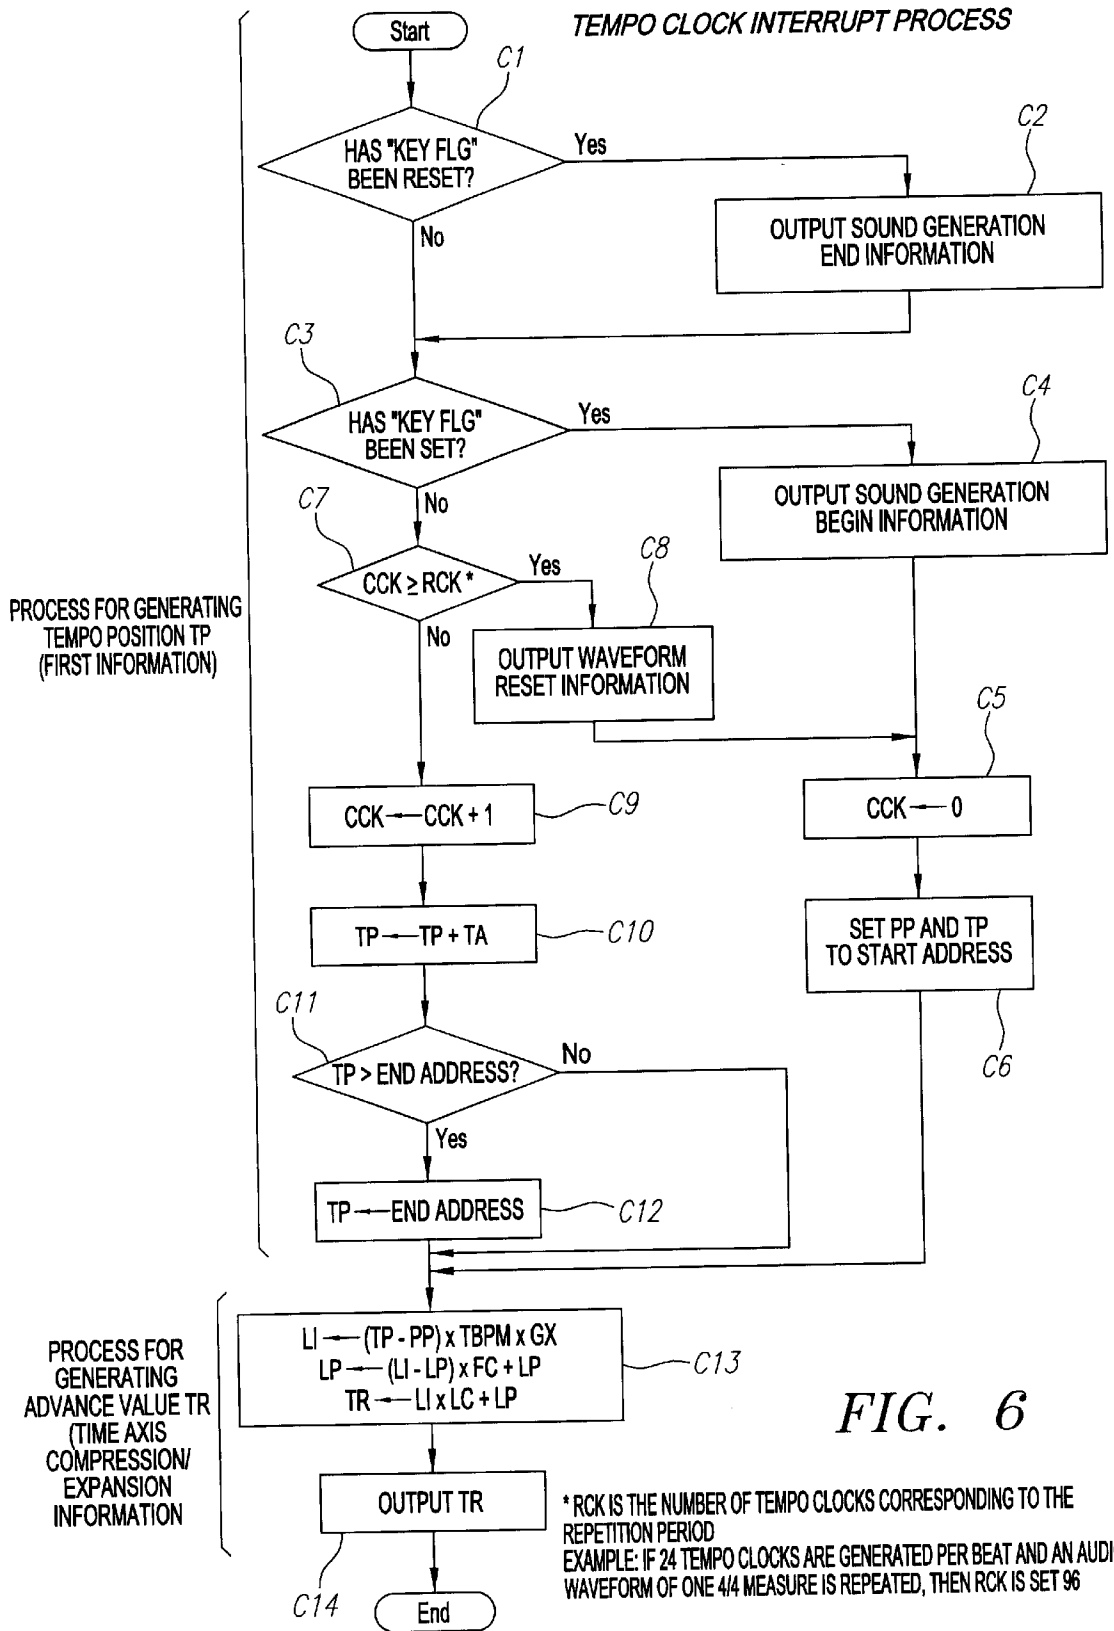 TEMPO CLOCK INTERRUPT PROCESS
Start
C1
HAS "KEY FLG"
BEEN RESET?
Yes
No
C2
OUTPUT SOUND GENERATION
END INFORMATION
C3
HAS "KEY FLG"
BEEN SET?
Yes
No
C4
OUTPUT SOUND GENERATION
BEGIN INFORMATION
C7
CCK ≥ RCK *
Yes
No
C8
OUTPUT WAVEFORM
RESET INFORMATION
PROCESS FOR GENERATING
TEMPO POSITION TP
(FIRST INFORMATION)
C5
CCK ← 0
CCK ← CCK + 1
C9
SET PP AND TP
TO START ADDRESS
C6
TP ← TP + TA
C10
C11
TP > END ADDRESS?
No
Yes
TP ← END ADDRESS
C12
PROCESS FOR
GENERATING
ADVANCE VALUE TR
(TIME AXIS
COMPRESSION/
EXPANSION
INFORMATION
LI ← (TP - PP) x TBPM x GX
LP ← (LI - LP) x FC + LP
TR ← LI x LC + LP
C13
FIG. 6
OUTPUT TR
C14
End
* RCK IS THE NUMBER OF TEMPO CLOCKS CORRESPONDING TO THE
REPETITION PERIOD
EXAMPLE: IF 24 TEMPO CLOCKS ARE GENERATED PER BEAT AND AN AUDI
WAVEFORM OF ONE 4/4 MEASURE IS REPEATED, THEN RCK IS SET 96